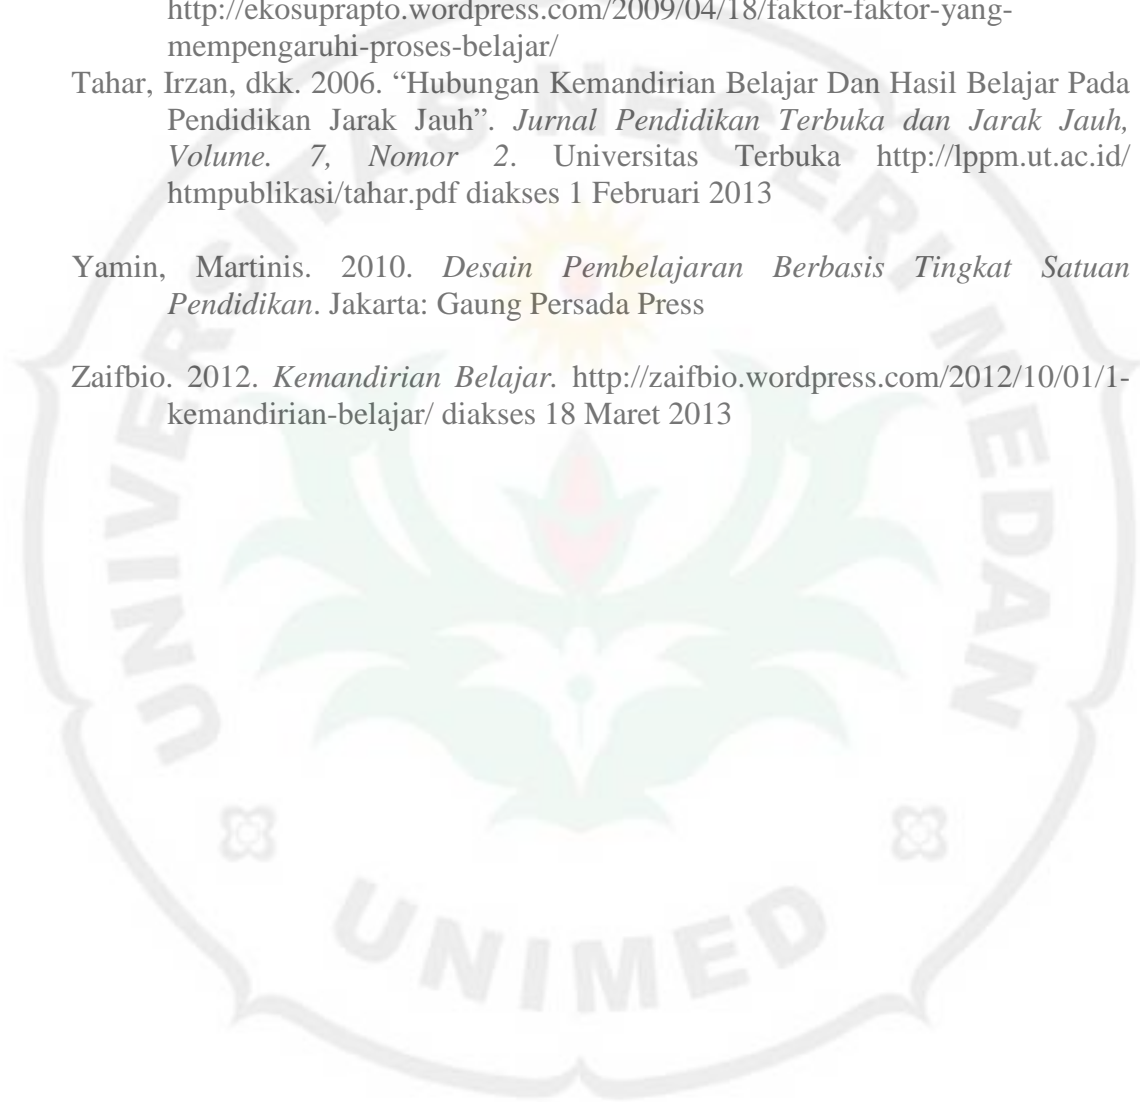 http://ekosuprapto.wordpress.com/2009/04/18/faktor-faktor-yang-
mempengaruhi-proses-belajar/
Tahar, Irzan, dkk. 2006. “Hubungan Kemandirian Belajar Dan Hasil Belajar Pada
Pendidikan Jarak Jauh”. Jurnal Pendidikan Terbuka dan Jarak Jauh,
Volume. 7, Nomor 2. Universitas Terbuka http://lppm.ut.ac.id/
htmpublikasi/tahar.pdf diakses 1 Februari 2013
Yamin, Martinis. 2010. Desain Pembelajaran Berbasis Tingkat Satuan
Pendidikan. Jakarta: Gaung Persada Press
Zaifbio. 2012. Kemandirian Belajar. http://zaifbio.wordpress.com/2012/10/01/1-
kemandirian-belajar/ diakses 18 Maret 2013
UNIVERSITAS NEGERI MEDAN
UNIMED